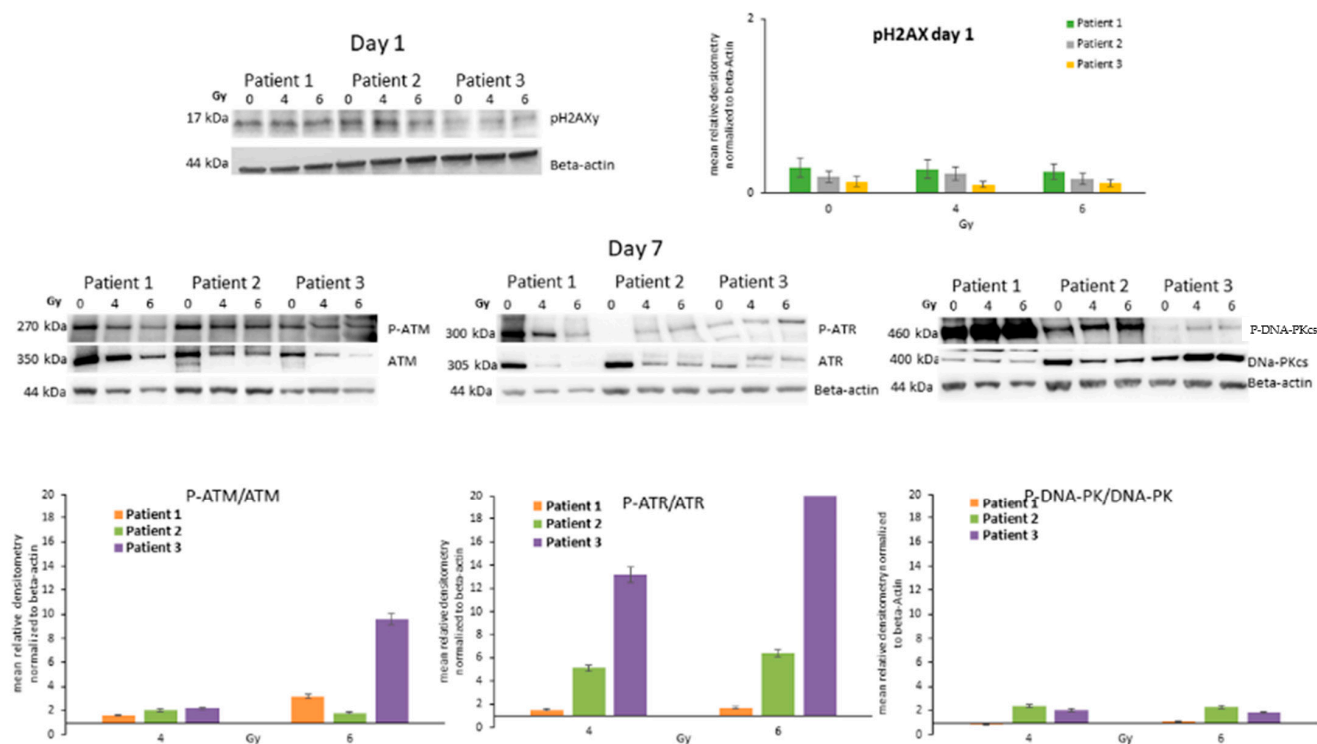 Day 1
Patient 1 Patient 2 Patient 3
Gy 0 4 6 0 4 6 0 4 6
17 kDa pH2AXy
44 kDa Beta-actin
pH2AX day 1
Patient 1
Patient 2
Patient 3
mean relative densitometry
normalized to beta-Actin
2
0
0 4 6
Gy
Day 7
Patient 1 Patient 2 Patient 3
Gy 0 4 6 0 4 6 0 4 6
270 kDa P-ATM
350 kDa ATM
44 kDa
Patient 1 Patient 2 Patient 3
Gy 0 4 6 0 4 6 0 4 6
300 kDa P-ATR
305 kDa ATR
44 kDa Beta-actin
Patient 1 Patient 2 Patient 3
Gy 0 4 6 0 4 6 0 4 6
460 kDa P-DNA-PKcs
400 kDa DNa-PKcs
44 kDa Beta-actin
P-ATM/ATM
Patient 1
Patient 2
Patient 3
mean relative densitometry
normalized to beta-actin
20
18
16
14
12
10
8
6
4
2
4 Gy 6
P-ATR/ATR
Patient 1
Patient 2
Patient 3
mean relative densitometry
normalized to beta-actin
20
18
16
14
12
10
8
6
4
2
4 Gy 6
P-DNA-PK/DNA-PK
Patient 1
Patient 2
Patient 3
mean relative densitometry normalized
to beta-Actin
20
18
16
14
12
10
8
6
4
2
4 Gy 6